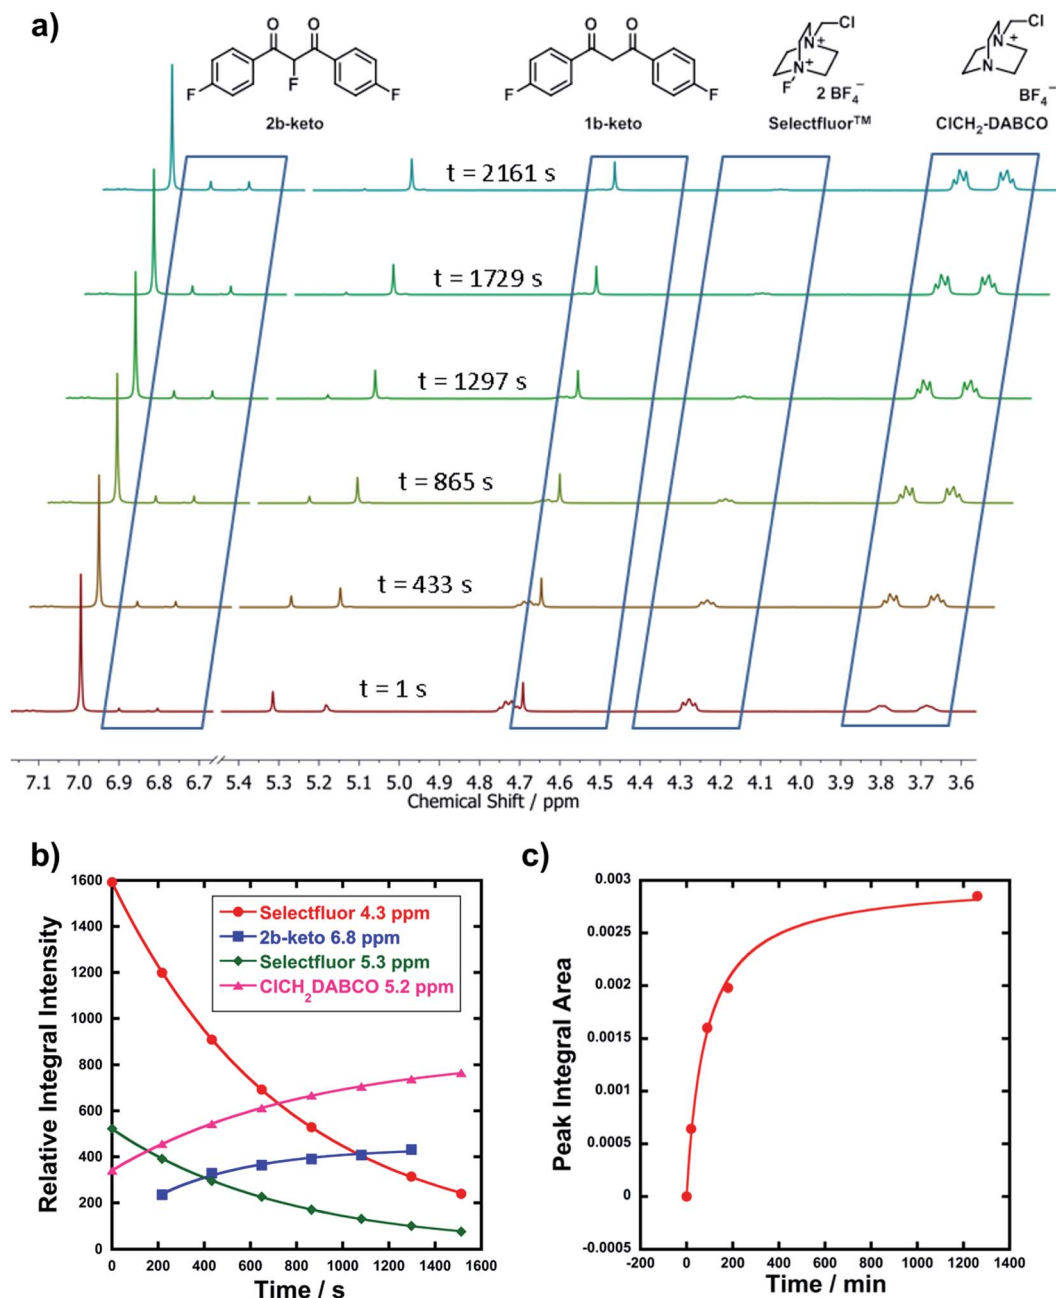 a)
O O
F F F
2b-keto
O O
F F
1b-keto
Cl
N+
N+
F 2 BF4−
Selectfluor™
Cl
N+
N
BF4−
ClCH2-DABCO
t = 2161 s
t = 1729 s
t = 1297 s
t = 865 s
t = 433 s
t = 1 s
7.1 7.0 6.9 6.8 6.7 5.4 5.3 5.2 5.1 5.0 4.9 4.8 4.7 4.6 4.5 4.4 4.3 4.2 4.1 4.0 3.9 3.8 3.7 3.6
Chemical Shift / ppm
b)
Relative Integral Intensity
1600
1400
1200
1000
800
600
400
200
0
Selectfluor 4.3 ppm
2b-keto 6.8 ppm
Selectfluor 5.3 ppm
ClCH2DABCO 5.2 ppm
0 200 400 600 800 1000 1200 1400 1600
Time / s
c)
Peak Integral Area
0.003
0.0025
0.002
0.0015
0.001
0.0005
0
-0.0005
-200 0 200 400 600 800 1000 1200 1400
Time / min